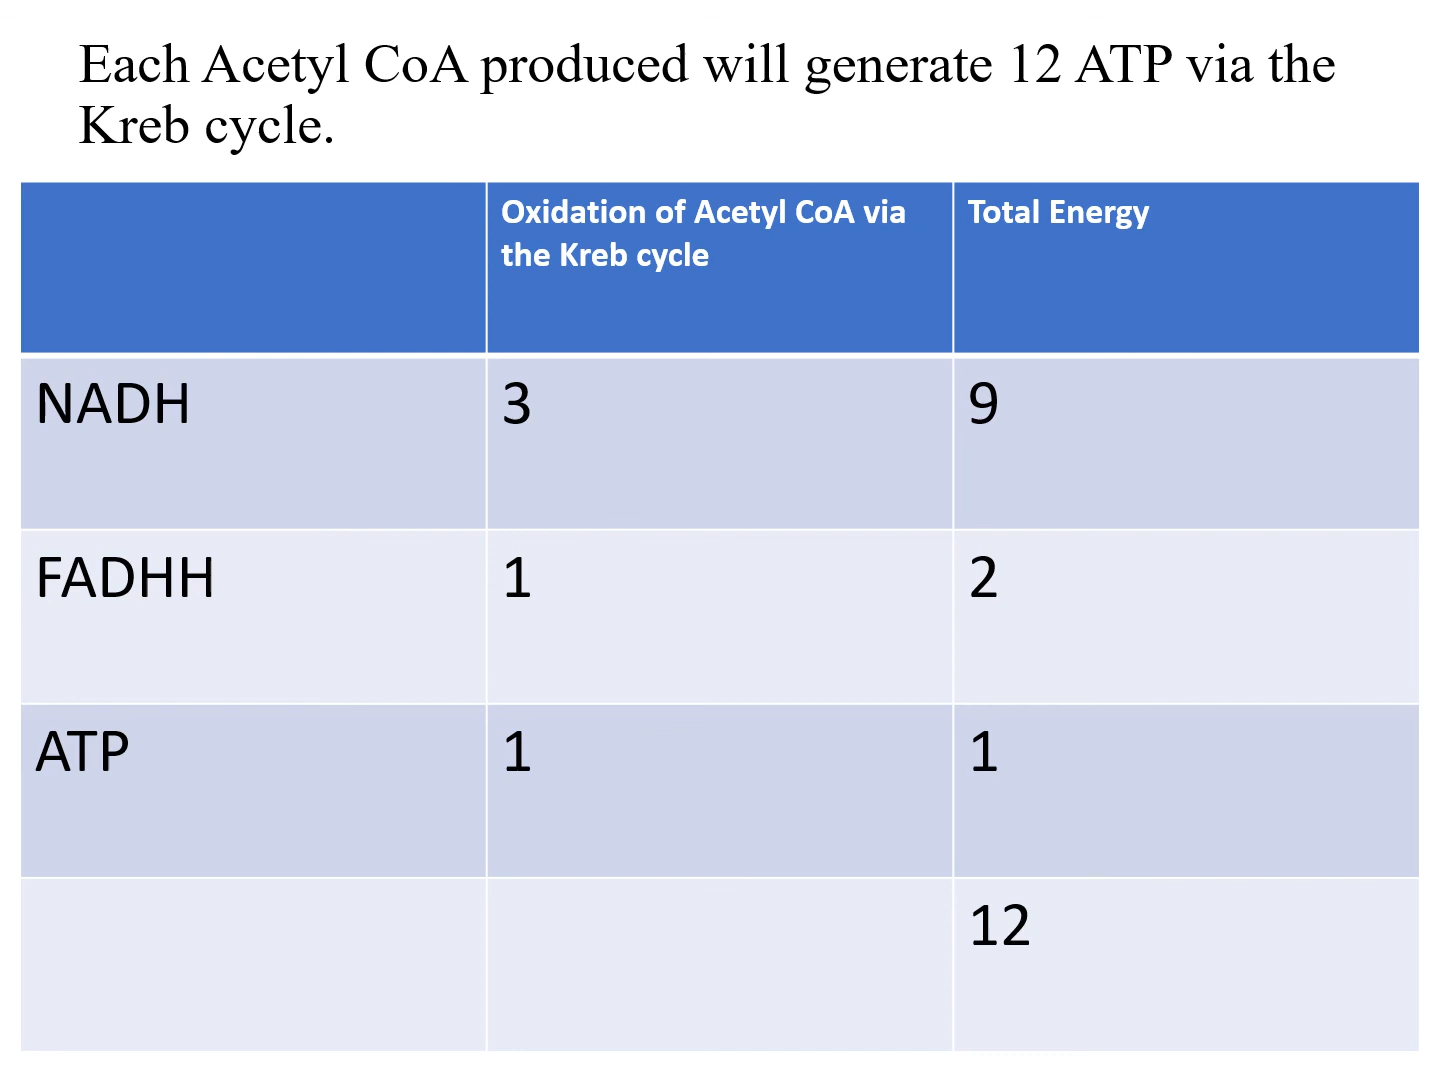 Each Acetyl CoA produced will generate 12 ATP via the
Kreb cycle.
Oxidation of Acetyl CoA via
the Kreb cycle
Total Energy
NADH
3
9
FADHH
1
2
ATP
1
1
12